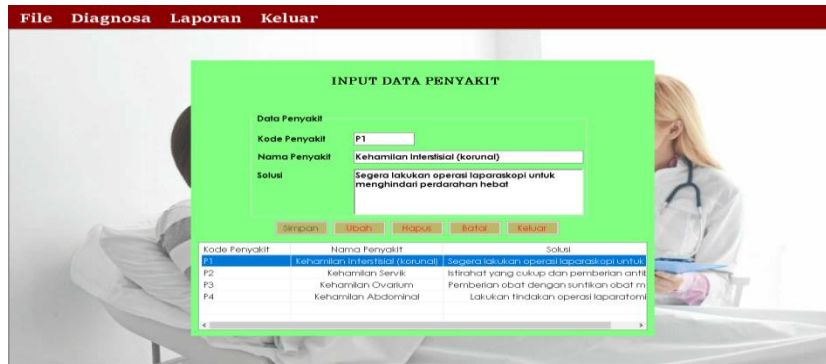 File Diagnosa Laporan Keluar
INPUT DATA PENYAKIT
Data Penyakit
Kode Penyakit P1
Nama Penyakit Kehamilan Interstisial (korunal)
Solusi Segera lakukan operasi laparaskopi untuk
menghindari perdarahan hebat
Simpan Ubah Hapus Batal Keluar
Kode Penyakit Nama Penyakit Solusi
P1 Kehamilan Interstisial (korunal) Segera lakukan operasi laparaskopi untuk
P2 Kehamilan Servik Istirahat yang cukup dan pemberian antib
P3 Kehamilan Ovarium Pemberian obat dengan suntikan obat m
P4 Kehamilan Abdominal Lakukan tindakan operasi laparatomi